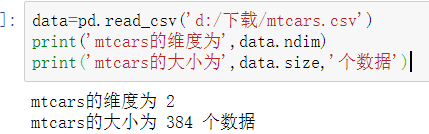 ]: data=pd.read_csv('d:/下载/mtcars.csv')
print('mtcars的维度为',data.ndim)
print('mtcars的大小为',data.size,'个数据')
mtcars的维度为 2
mtcars的大小为 384 个数据